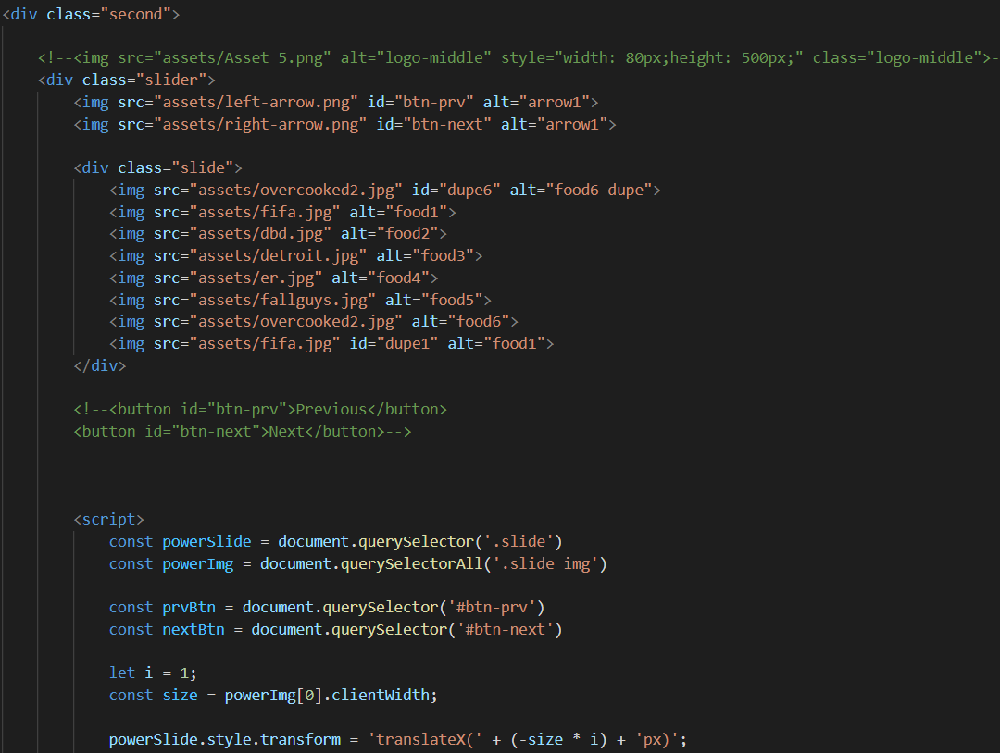 <div class="second">
<!--<img src="assets/Asset 5.png" alt="logo-middle" style="width: 80px;height: 500px;" class="logo-middle">-
<div class="slider">
<img src="assets/left-arrow.png" id="btn-prv" alt="arrow1">
<img src="assets/right-arrow.png" id="btn-next" alt="arrow1">
<div class="slide">
<img src="assets/overcooked2.jpg" id="dupe6" alt="food6-dupe">
<img src="assets/fifa.jpg" alt="food1">
<img src="assets/dbd.jpg" alt="food2">
<img src="assets/detroit.jpg" alt="food3">
<img src="assets/er.jpg" alt="food4">
<img src="assets/fallguys.jpg" alt="food5">
<img src="assets/overcooked2.jpg" alt="food6">
<img src="assets/fifa.jpg" id="dupe1" alt="food1">
</div>
<!--<button id="btn-prv">Previous</button>
<button id="btn-next">Next</button>-->
<script>
const powerSlide = document.querySelector('.slide')
const powerImg = document.querySelectorAll('.slide img')
const prvBtn = document.querySelector('#btn-prv')
const nextBtn = document.querySelector('#btn-next')
let i = 1;
const size = powerImg[0].clientWidth;
powerSlide.style.transform = 'translateX(' + (-size * i) + 'px)';